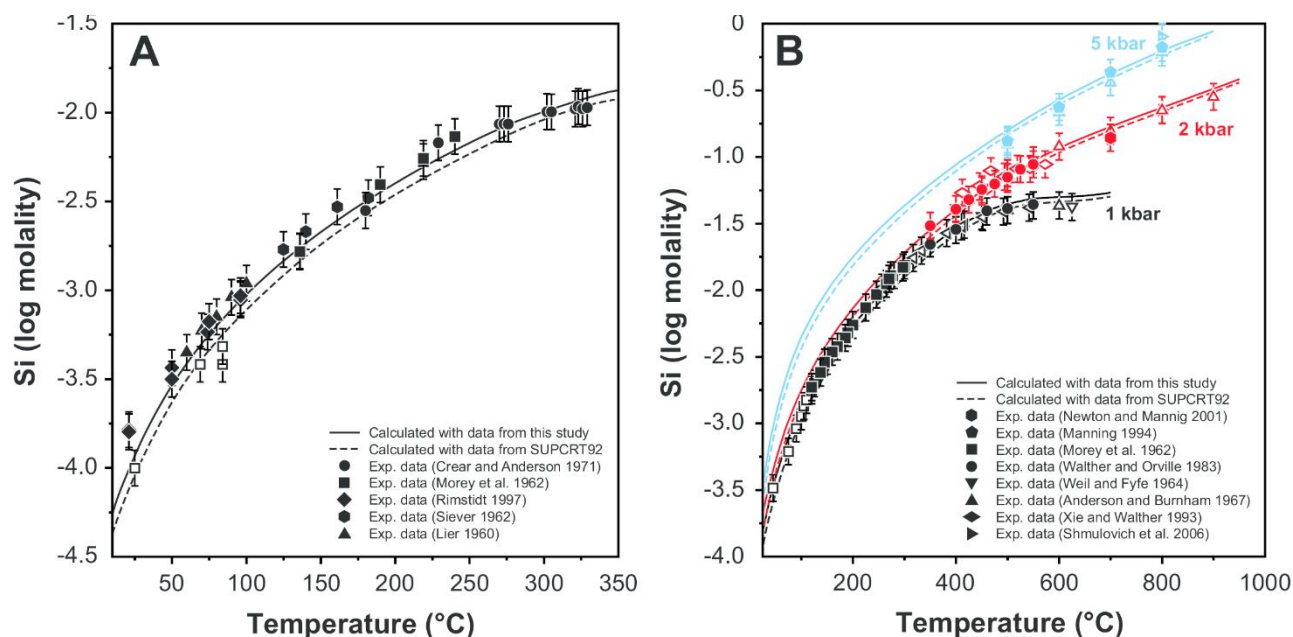 A
Si (log molality)
-1.5
-2.0
-2.5
-3.0
-3.5
-4.0
-4.5
50
100
150
200
250
300
350
Temperature (°C)
Calculated with data from this study
Calculated with data from SUPCRT92
Exp. data (Crear and Anderson 1971)
Exp. data (Morey et al. 1962)
Exp. data (Rimstidt 1997)
Exp. data (Siever 1962)
Exp. data (Lier 1960)
B
Si (log molality)
0
-0.5
-1.0
-1.5
-2.0
-2.5
-3.0
-3.5
-4.0
200
400
600
800
1000
Temperature (°C)
5 kbar
2 kbar
1 kbar
Calculated with data from this study
Calculated with data from SUPCRT92
Exp. data (Newton and Mannig 2001)
Exp. data (Manning 1994)
Exp. data (Morey et al. 1962)
Exp. data (Walther and Orville 1983)
Exp. data (Weil and Fyfe 1964)
Exp. data (Anderson and Burnham 1967)
Exp. data (Xie and Walther 1993)
Exp. data (Shmulovich et al. 2006)